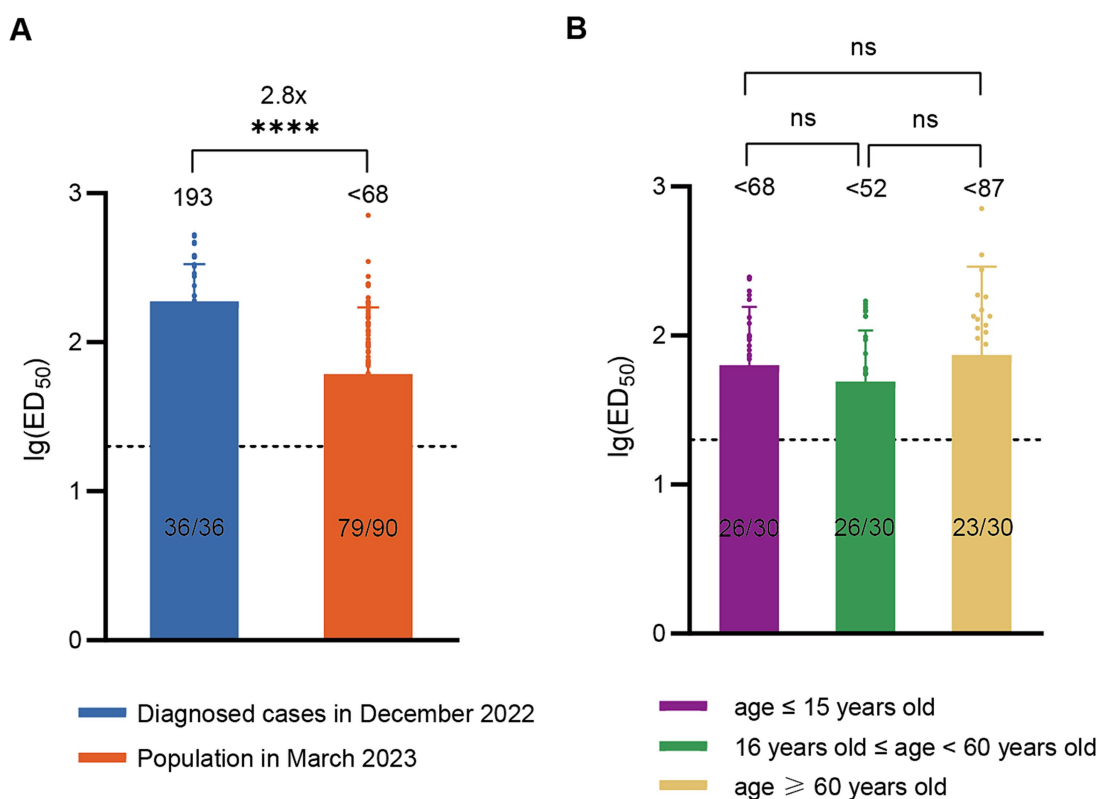 A
2.8x
****
193
<68
3
2
1
0
lg(ED50)
36/36
79/90
Diagnosed cases in December 2022
Population in March 2023
B
ns
ns
ns
<68
<52
<87
3
2
1
0
lg(ED50)
26/30
26/30
23/30
age ≤ 15 years old
16 years old ≤ age < 60 years old
age ⩾ 60 years old